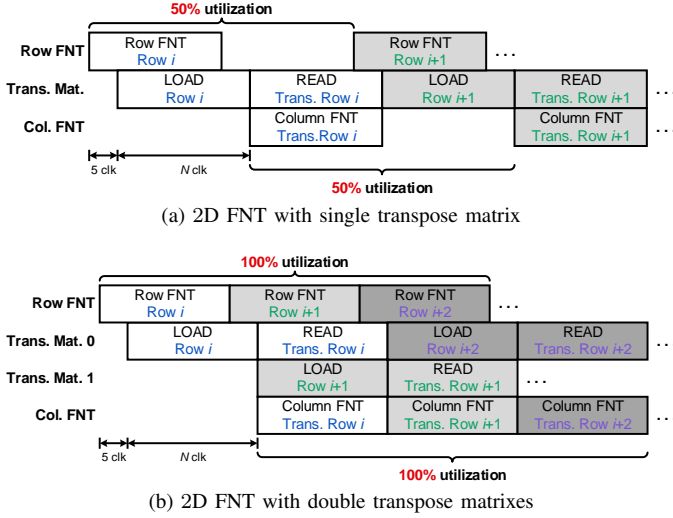 50% utilization
Row FNT
Row FNT
Row i
Row FNT
Row i+1
...
Trans. Mat.
LOAD
Row i
READ
Trans. Row i
LOAD
Row i+1
READ
Trans. Row i+1
...
Col. FNT
Column FNT
Trans.Row i
Column FNT
Trans. Row i+1
...
5 clk
N clk
50% utilization
(a) 2D FNT with single transpose matrix
100% utilization
Row FNT
Row FNT
Row i
Row FNT
Row i+1
Row FNT
Row i+2
...
Trans. Mat. 0
LOAD
Row i
READ
Trans. Row i
LOAD
Row i+2
READ
Trans. Row i+2
...
Trans. Mat. 1
LOAD
Row i+1
READ
Trans. Row i+1
...
Col. FNT
Column FNT
Trans. Row i
Column FNT
Trans. Row i+1
Column FNT
Trans. Row i+2
...
5 clk
N clk
100% utilization
(b) 2D FNT with double transpose matrixes